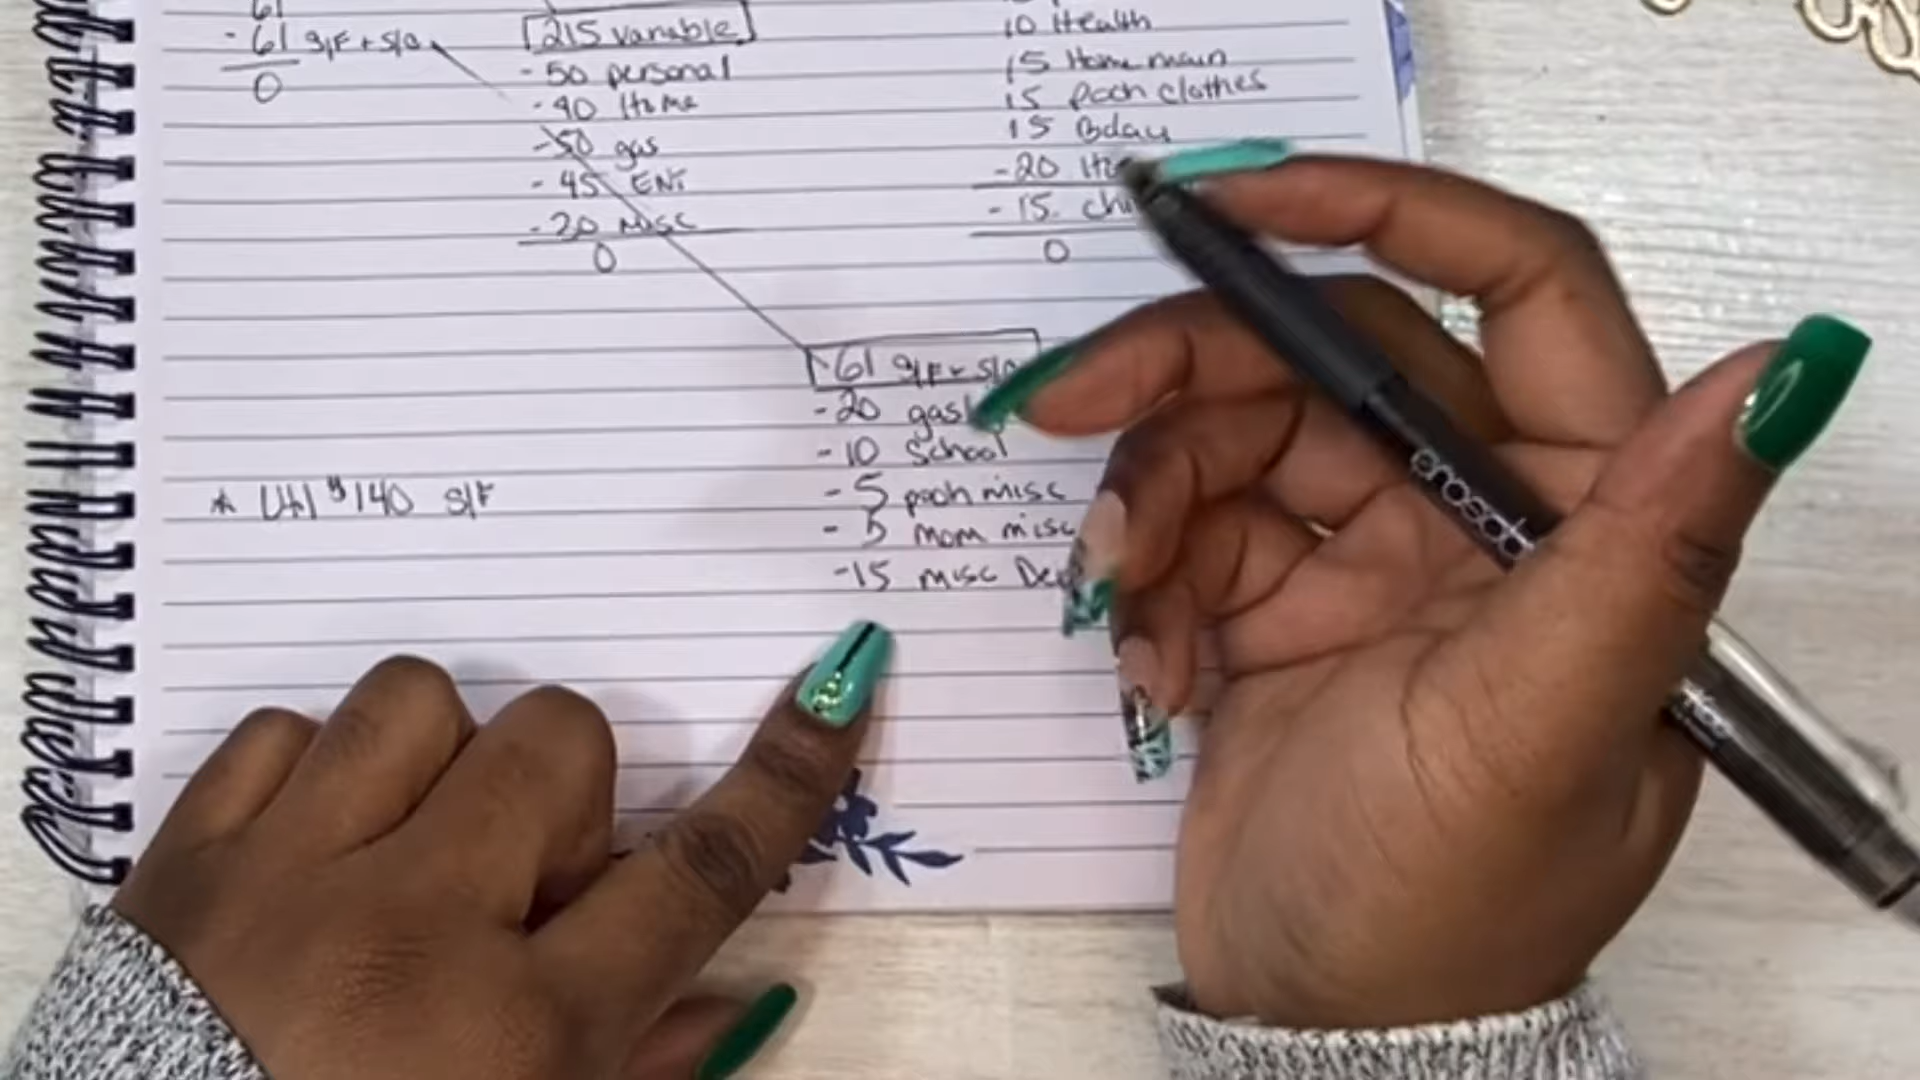 61
- 61 S/F + S/O
0
215 variable
- 50 personal
- 40 Home
- 50 gas
- 45 ENT
- 20 Misc
0
10 Health
15 Home main
15 pooh clothes
15 Bday
- 20
- 15.
0
- 61 S/F + S/O
- 20 gas
- 10 School
- 5 pooh misc
- 5 mom misc
- 15 misc
* Util $140 S/F